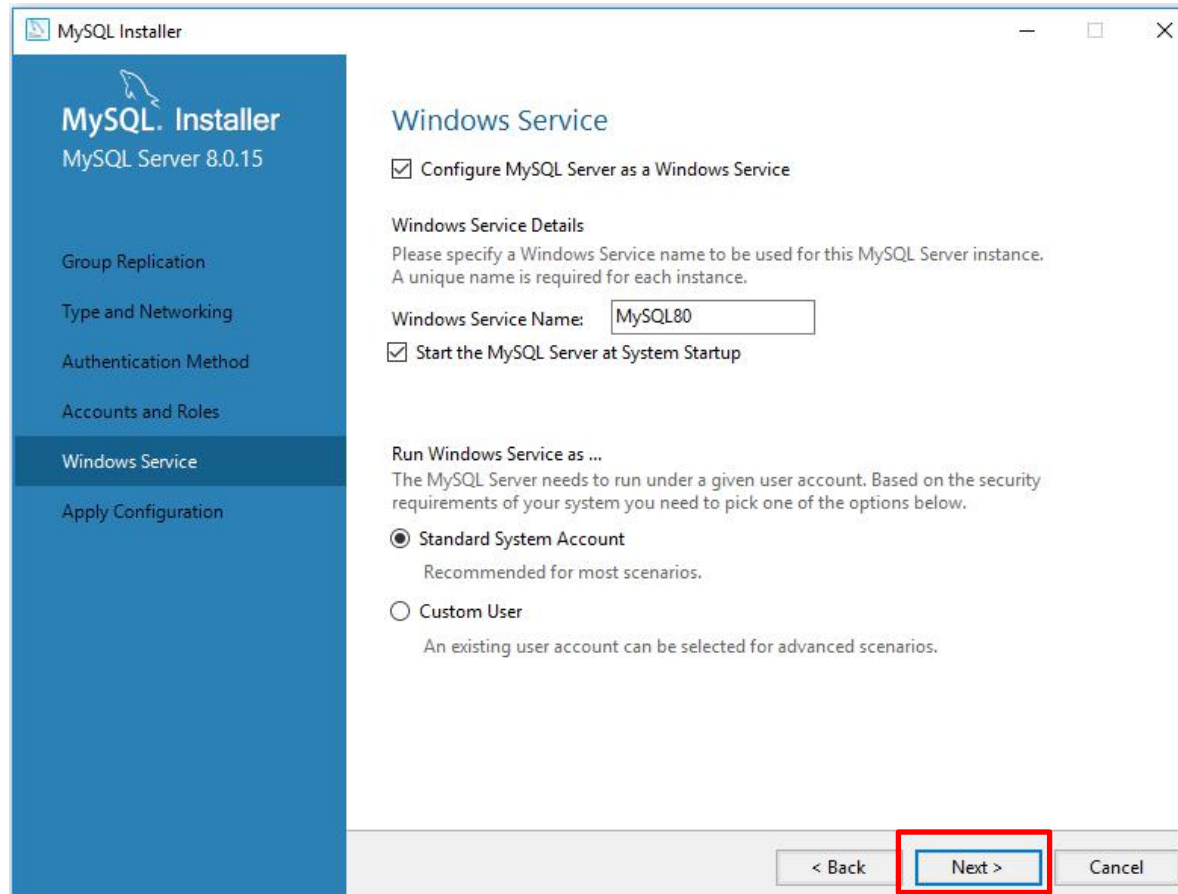 MySQL Installer
MySQL. Installer
MySQL Server 8.0.15
Group Replication
Type and Networking
Authentication Method
Accounts and Roles
Windows Service
Apply Configuration
Windows Service
Configure MySQL Server as a Windows Service
Windows Service Details
Please specify a Windows Service name to be used for this MySQL Server instance.
A unique name is required for each instance.
Windows Service Name: MySQL80
Start the MySQL Server at System Startup
Run Windows Service as ...
The MySQL Server needs to run under a given user account. Based on the security
requirements of your system you need to pick one of the options below.
Standard System Account
Recommended for most scenarios.
Custom User
An existing user account can be selected for advanced scenarios.
< Back Next > Cancel